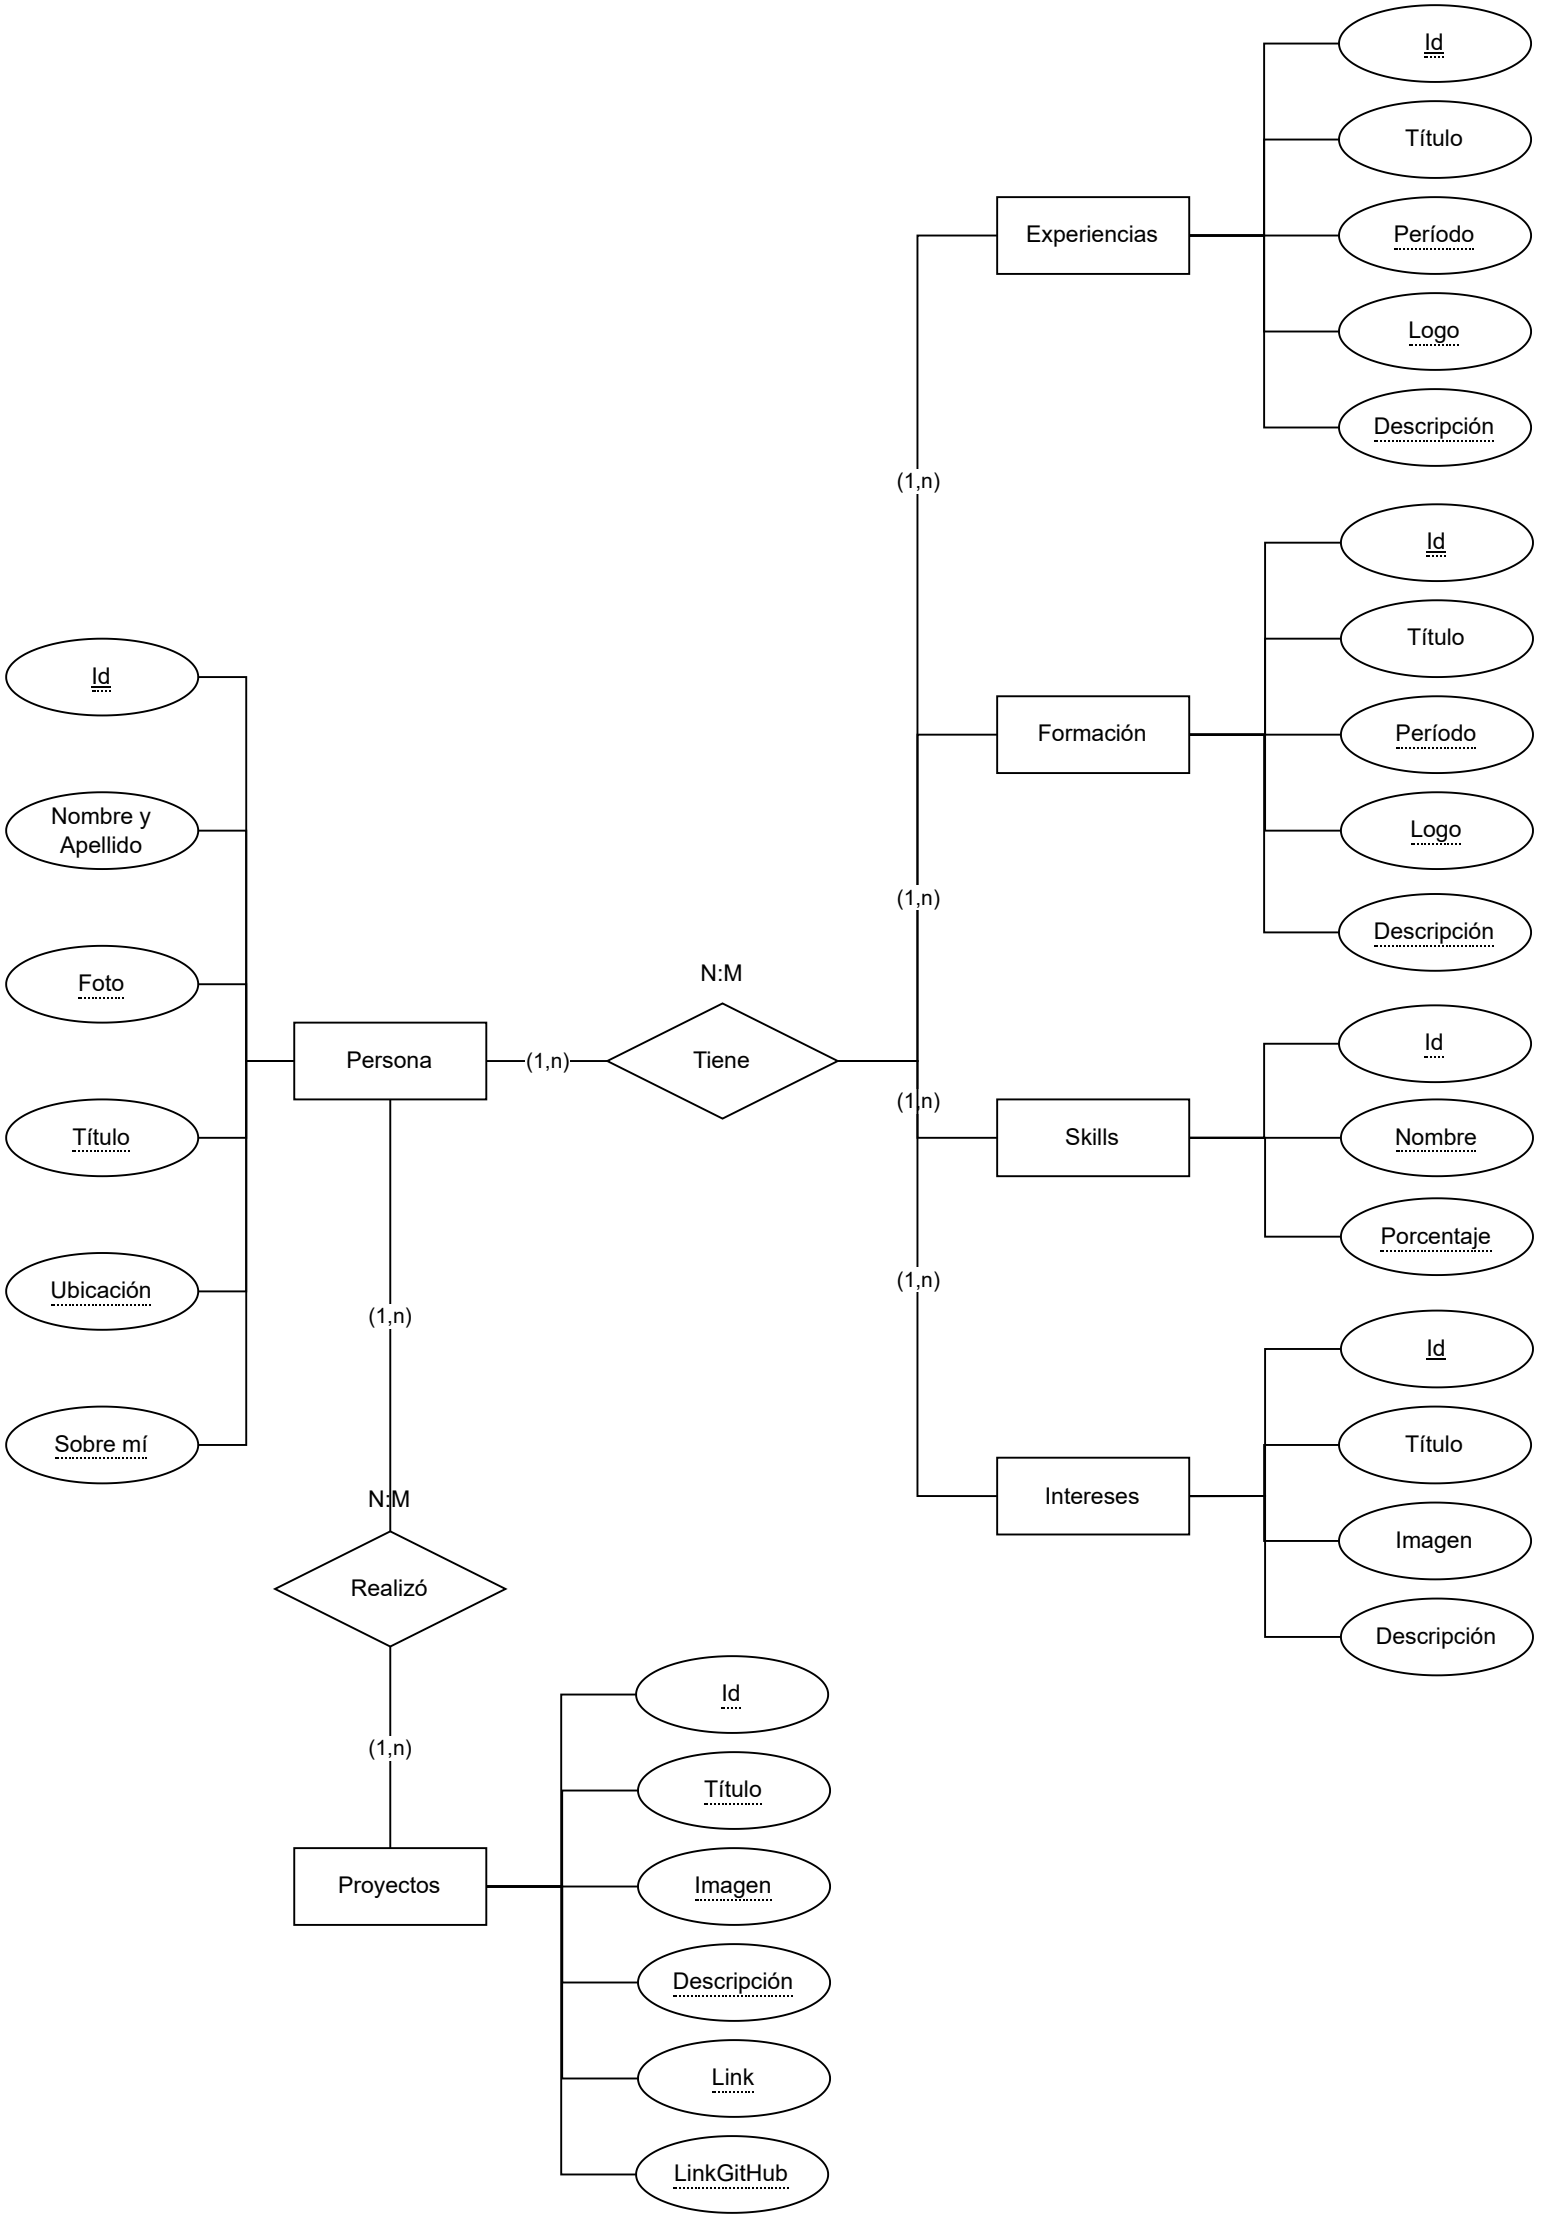 Id
Título
Experiencias
Período
Logo
Descripción
(1,n)
Id
Título
Formación
Período
Logo
Descripción
(1,n)
Id
Nombre y
Apellido
Foto
Título
Ubicación
Sobre mí
Persona
(1,n)
N:M
Tiene
(1,n)
Id
Skills
Nombre
Porcentaje
(1,n)
Id
Título
Intereses
Imagen
Descripción
(1,n)
N:M
Realizó
(1,n)
Proyectos
Id
Título
Imagen
Descripción
Link
LinkGitHub